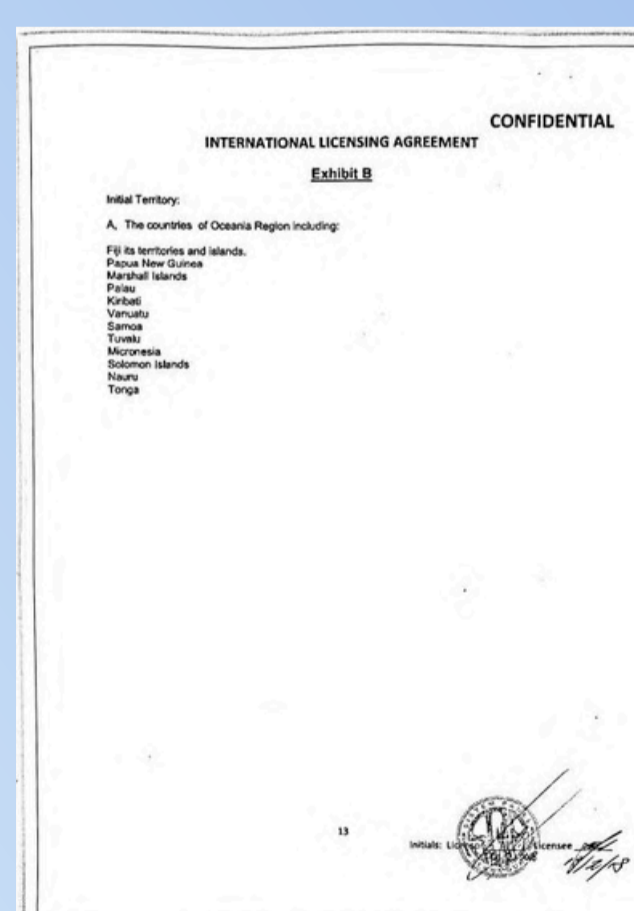 CONFIDENTIAL
INTERNATIONAL LICENSING AGREEMENT
Exhibit B
Initial Territory:
A, The countries of Oceania Region including:
Fiji its territories and islands.
Papua New Guinea
Marshall Islands
Palau
Kiribati
Vanuatu
Samoa
Tuvalu
Micronesia
Solomon Islands
Nauru
Tonga
13
Initials: Licensee